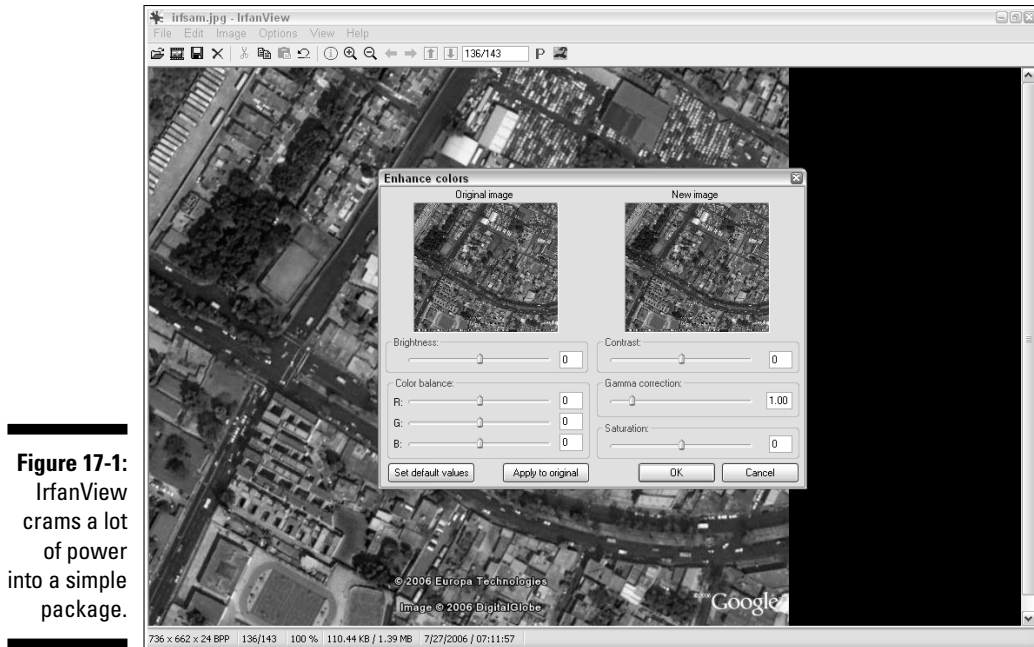 irfsam.jpg - IrfanView
File Edit Image Options View Help
136/143
Enhance colors
Original image
New image
Brightness:
0
Contrast:
0
Color balance:
R: 0
G: 0
B: 0
Gamma correction:
1.00
Saturation:
0
Set default values
Apply to original
OK
Cancel
© 2006 Europa Technologies
Image © 2006 DigitalGlobe
Google
736 x 662 x 24 BPP 136/143 100 % 110.44 KB / 1.39 MB 7/27/2006 / 07:11:57
Figure 17-1:
IrfanView
crams a lot
of power
into a simple
package.